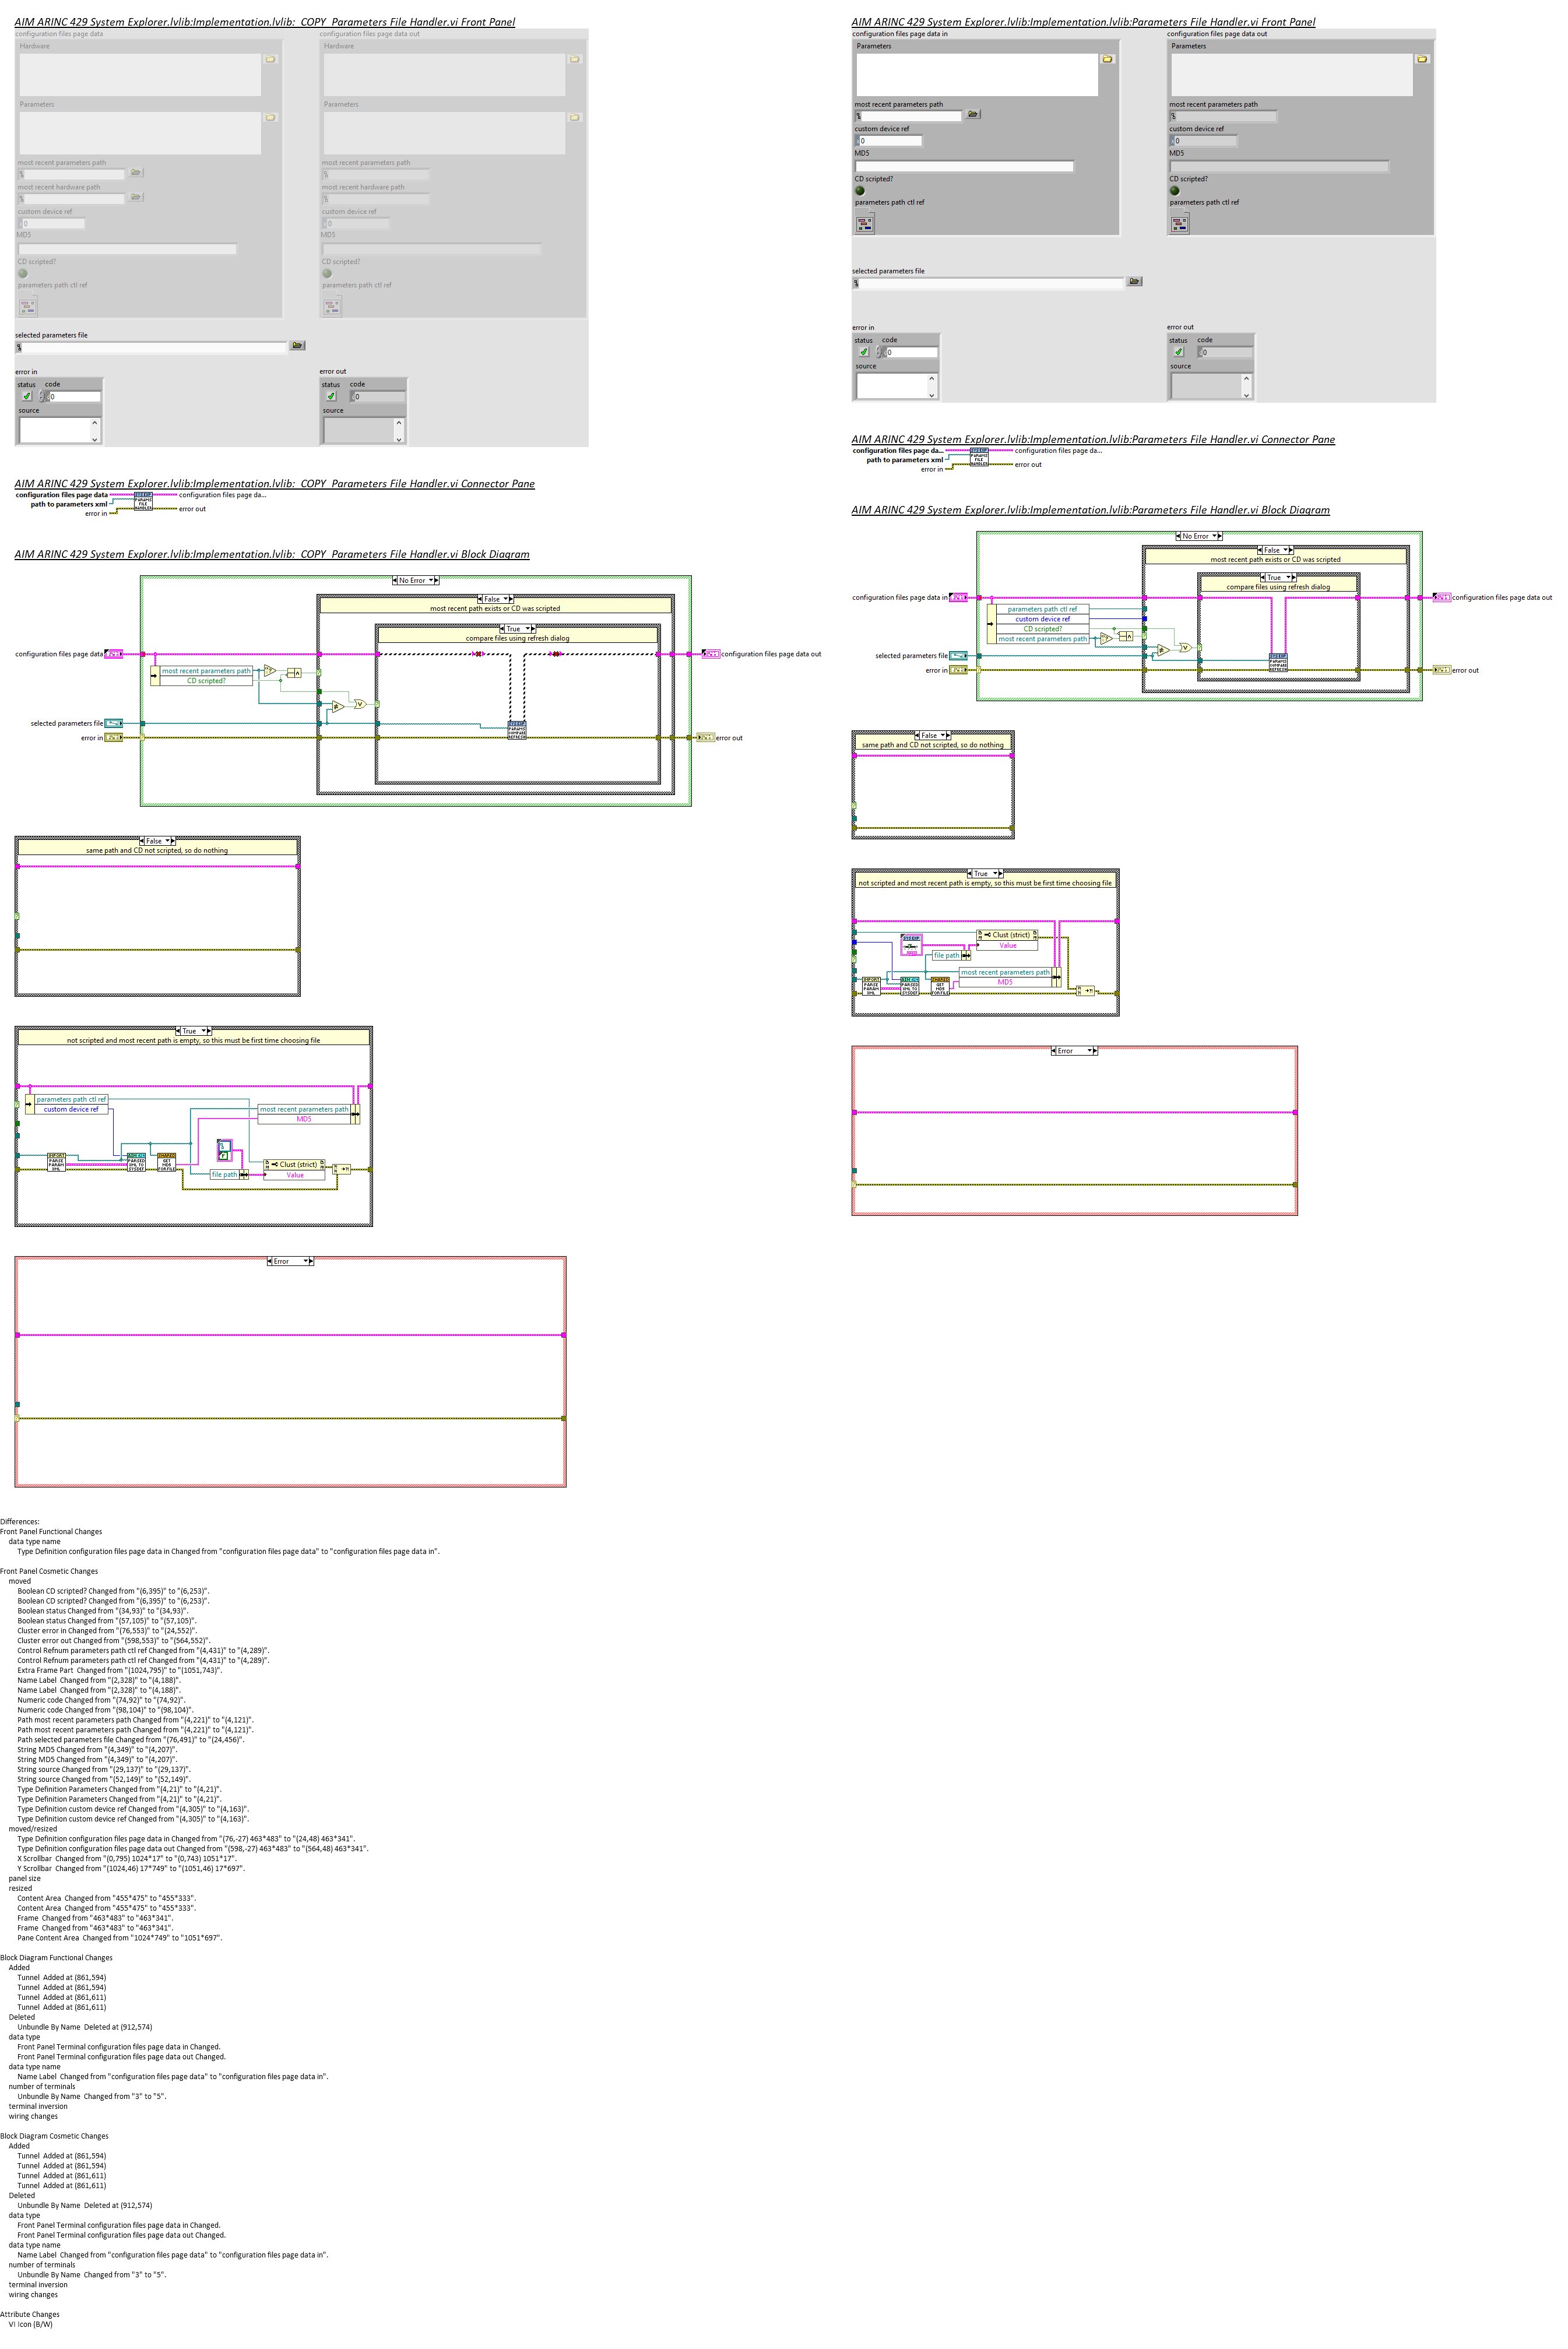 AIM ARINC 429 System Explorer.lvlib:Implementation.lvlib:  COPY  Parameters File Handler.vi Front Panel
configuration files page data
configuration files page data out
Hardware
Hardware
Parameters
Parameters
most recent parameters path
most recent parameters path
most recent hardware path
most recent hardware path
custom device ref
custom device ref
0
0
MD5
MD5
CD scripted?
CD scripted?
parameters path ctl ref
parameters path ctl ref
selected parameters file
error in
error out
status code
status code
0
0
source
source
AIM ARINC 429 System Explorer.lvlib:Implementation.lvlib:  COPY  Parameters File Handler.vi Connector Pane
configuration files page data
configuration files page da...
path to parameters xml
error in
error out
AIM ARINC 429 System Explorer.lvlib:Implementation.lvlib:  COPY  Parameters File Handler.vi Block Diagram
No Error
False
most recent path exists or CD was scripted
True
compare files using refresh dialog
configuration files page data
configuration files page data out
most recent parameters path
CD scripted?
selected parameters file
error in
error out
False
same path and CD not scripted, so do nothing
True
not scripted and most recent path is empty, so this must be first time choosing file
parameters path ctl ref
custom device ref
most recent parameters path
MD5
Clust (strict)
file path
Value
Error
AIM ARINC 429 System Explorer.lvlib:Implementation.lvlib:Parameters File Handler.vi Front Panel
configuration files page data in
configuration files page data out
Parameters
Parameters
most recent parameters path
most recent parameters path
custom device ref
custom device ref
0
0
MD5
MD5
CD scripted?
CD scripted?
parameters path ctl ref
parameters path ctl ref
selected parameters file
error in
error out
status code
status code
0
0
source
source
AIM ARINC 429 System Explorer.lvlib:Implementation.lvlib:Parameters File Handler.vi Connector Pane
configuration files page da...
configuration files page da...
path to parameters xml
error in
error out
AIM ARINC 429 System Explorer.lvlib:Implementation.lvlib:Parameters File Handler.vi Block Diagram
No Error
False
most recent path exists or CD was scripted
True
compare files using refresh dialog
configuration files page data in
configuration files page data out
parameters path ctl ref
custom device ref
CD scripted?
most recent parameters path
selected parameters file
error in
error out
False
same path and CD not scripted, so do nothing
True
not scripted and most recent path is empty, so this must be first time choosing file
Clust (strict)
Value
file path
most recent parameters path
MD5
Error
Differences:
Front Panel Functional Changes
data type name
Type Definition configuration files page data in Changed from "configuration files page data" to "configuration files page data in".
Front Panel Cosmetic Changes
moved
Boolean CD scripted? Changed from "(6,395)" to "(6,253)".
Boolean CD scripted? Changed from "(6,395)" to "(6,253)".
Boolean status Changed from "(34,93)" to "(34,93)".
Boolean status Changed from "(57,105)" to "(57,105)".
Cluster error in Changed from "(76,553)" to "(24,552)".
Cluster error out Changed from "(598,553)" to "(564,552)".
Control Refnum parameters path ctl ref Changed from "(4,431)" to "(4,289)".
Control Refnum parameters path ctl ref Changed from "(4,431)" to "(4,289)".
Extra Frame Part  Changed from "(1024,795)" to "(1051,743)".
Name Label  Changed from "(2,328)" to "(4,188)".
Name Label  Changed from "(2,328)" to "(4,188)".
Numeric code Changed from "(74,92)" to "(74,92)".
Numeric code Changed from "(98,104)" to "(98,104)".
Path most recent parameters path Changed from "(4,221)" to "(4,121)".
Path most recent parameters path Changed from "(4,221)" to "(4,121)".
Path selected parameters file Changed from "(76,491)" to "(24,456)".
String MD5 Changed from "(4,349)" to "(4,207)".
String MD5 Changed from "(4,349)" to "(4,207)".
String source Changed from "(29,137)" to "(29,137)".
String source Changed from "(52,149)" to "(52,149)".
Type Definition Parameters Changed from "(4,21)" to "(4,21)".
Type Definition Parameters Changed from "(4,21)" to "(4,21)".
Type Definition custom device ref Changed from "(4,305)" to "(4,163)".
Type Definition custom device ref Changed from "(4,305)" to "(4,163)".
moved/resized
Type Definition configuration files page data in Changed from "(76,-27) 463*483" to "(24,48) 463*341".
Type Definition configuration files page data out Changed from "(598,-27) 463*483" to "(564,48) 463*341".
X Scrollbar  Changed from "(0,795) 1024*17" to "(0,743) 1051*17".
Y Scrollbar  Changed from "(1024,46) 17*749" to "(1051,46) 17*697".
panel size
resized
Content Area  Changed from "455*475" to "455*333".
Content Area  Changed from "455*475" to "455*333".
Frame  Changed from "463*483" to "463*341".
Frame  Changed from "463*483" to "463*341".
Pane Content Area  Changed from "1024*749" to "1051*697".
Block Diagram Functional Changes
Added
Tunnel  Added at (861,594)
Tunnel  Added at (861,594)
Tunnel  Added at (861,611)
Tunnel  Added at (861,611)
Deleted
Unbundle By Name  Deleted at (912,574)
data type
Front Panel Terminal configuration files page data in Changed.
Front Panel Terminal configuration files page data out Changed.
data type name
Name Label  Changed from "configuration files page data" to "configuration files page data in".
number of terminals
Unbundle By Name  Changed from "3" to "5".
terminal inversion
wiring changes
Block Diagram Cosmetic Changes
Added
Tunnel  Added at (861,594)
Tunnel  Added at (861,594)
Tunnel  Added at (861,611)
Tunnel  Added at (861,611)
Deleted
Unbundle By Name  Deleted at (912,574)
data type
Front Panel Terminal configuration files page data in Changed.
Front Panel Terminal configuration files page data out Changed.
data type name
Name Label  Changed from "configuration files page data" to "configuration files page data in".
number of terminals
Unbundle By Name  Changed from "3" to "5".
terminal inversion
wiring changes
Attribute Changes
VI icon (B/W)